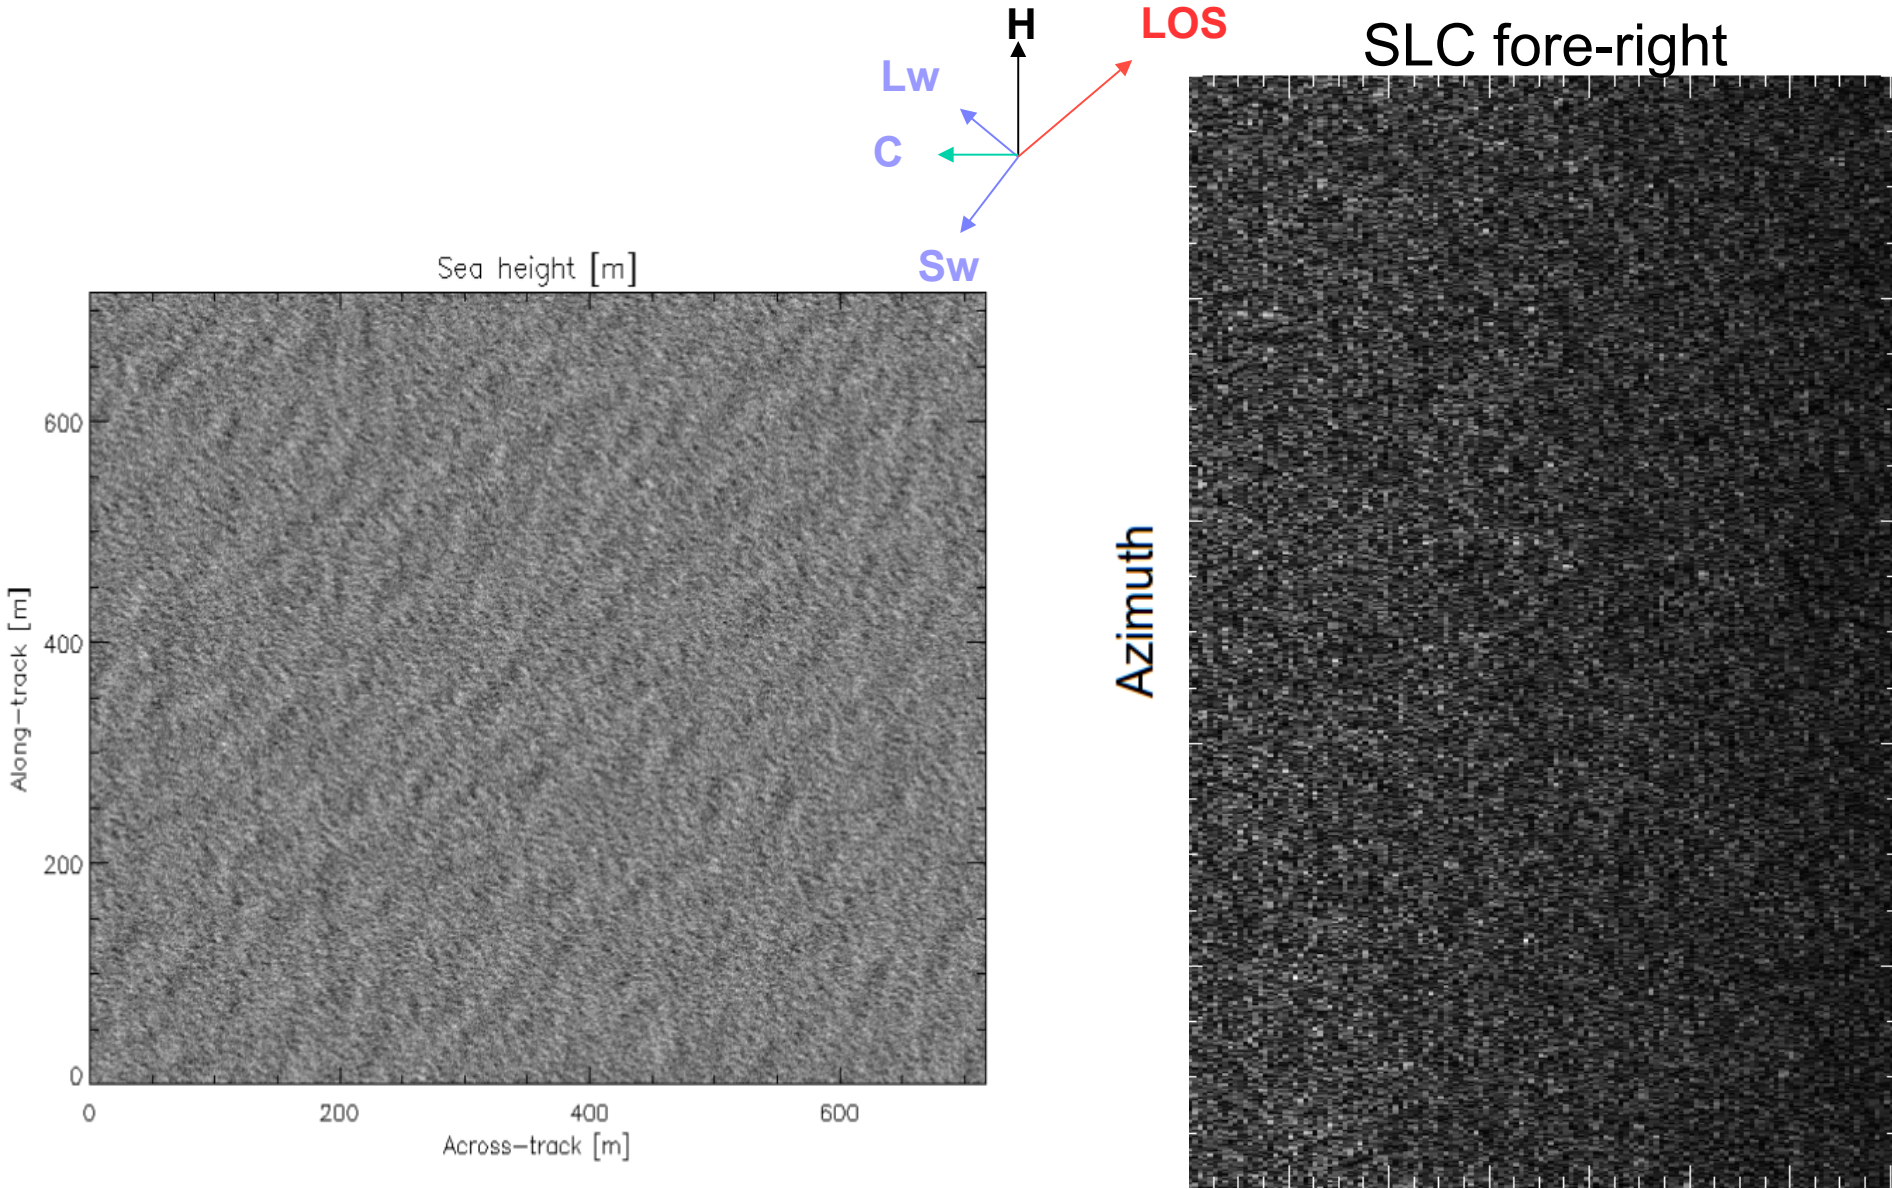 H
LOS
SLC fore-right
Lw
C
Sw
Sea height [m]
600
400
200
0
Along-track [m]
0
200
400
600
Across-track [m]
Azimuth